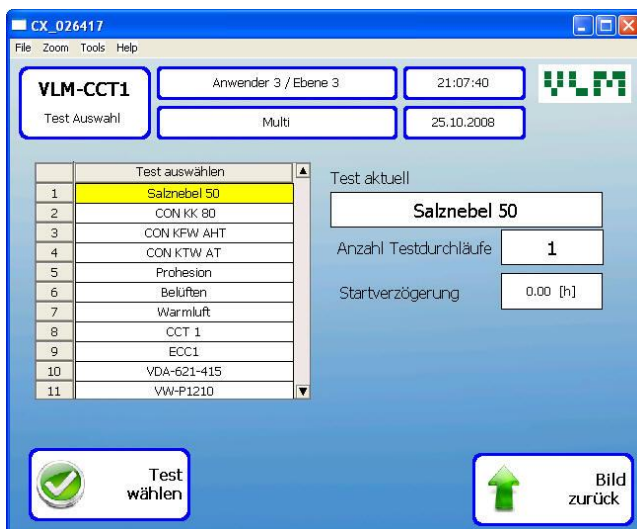 CX_026417
File Zoom Tools Help
VLM-CCT1
Test Auswahl
Anwender 3 / Ebene 3
21:07:40
VLM
Multi
25.10.2008
Test auswählen
1 Salznebel 50
2 CON KK 80
3 CON KFW AHT
4 CON KTW AT
5 Prohesion
6 Belüften
7 Warmluft
8 CCT 1
9 ECC1
10 VDA-621-415
11 VW-P1210
Test aktuell
Salznebel 50
Anzahl Testdurchläufe 1
Startverzögerung 0.00 [h]
Test
wählen
Bild
zurück